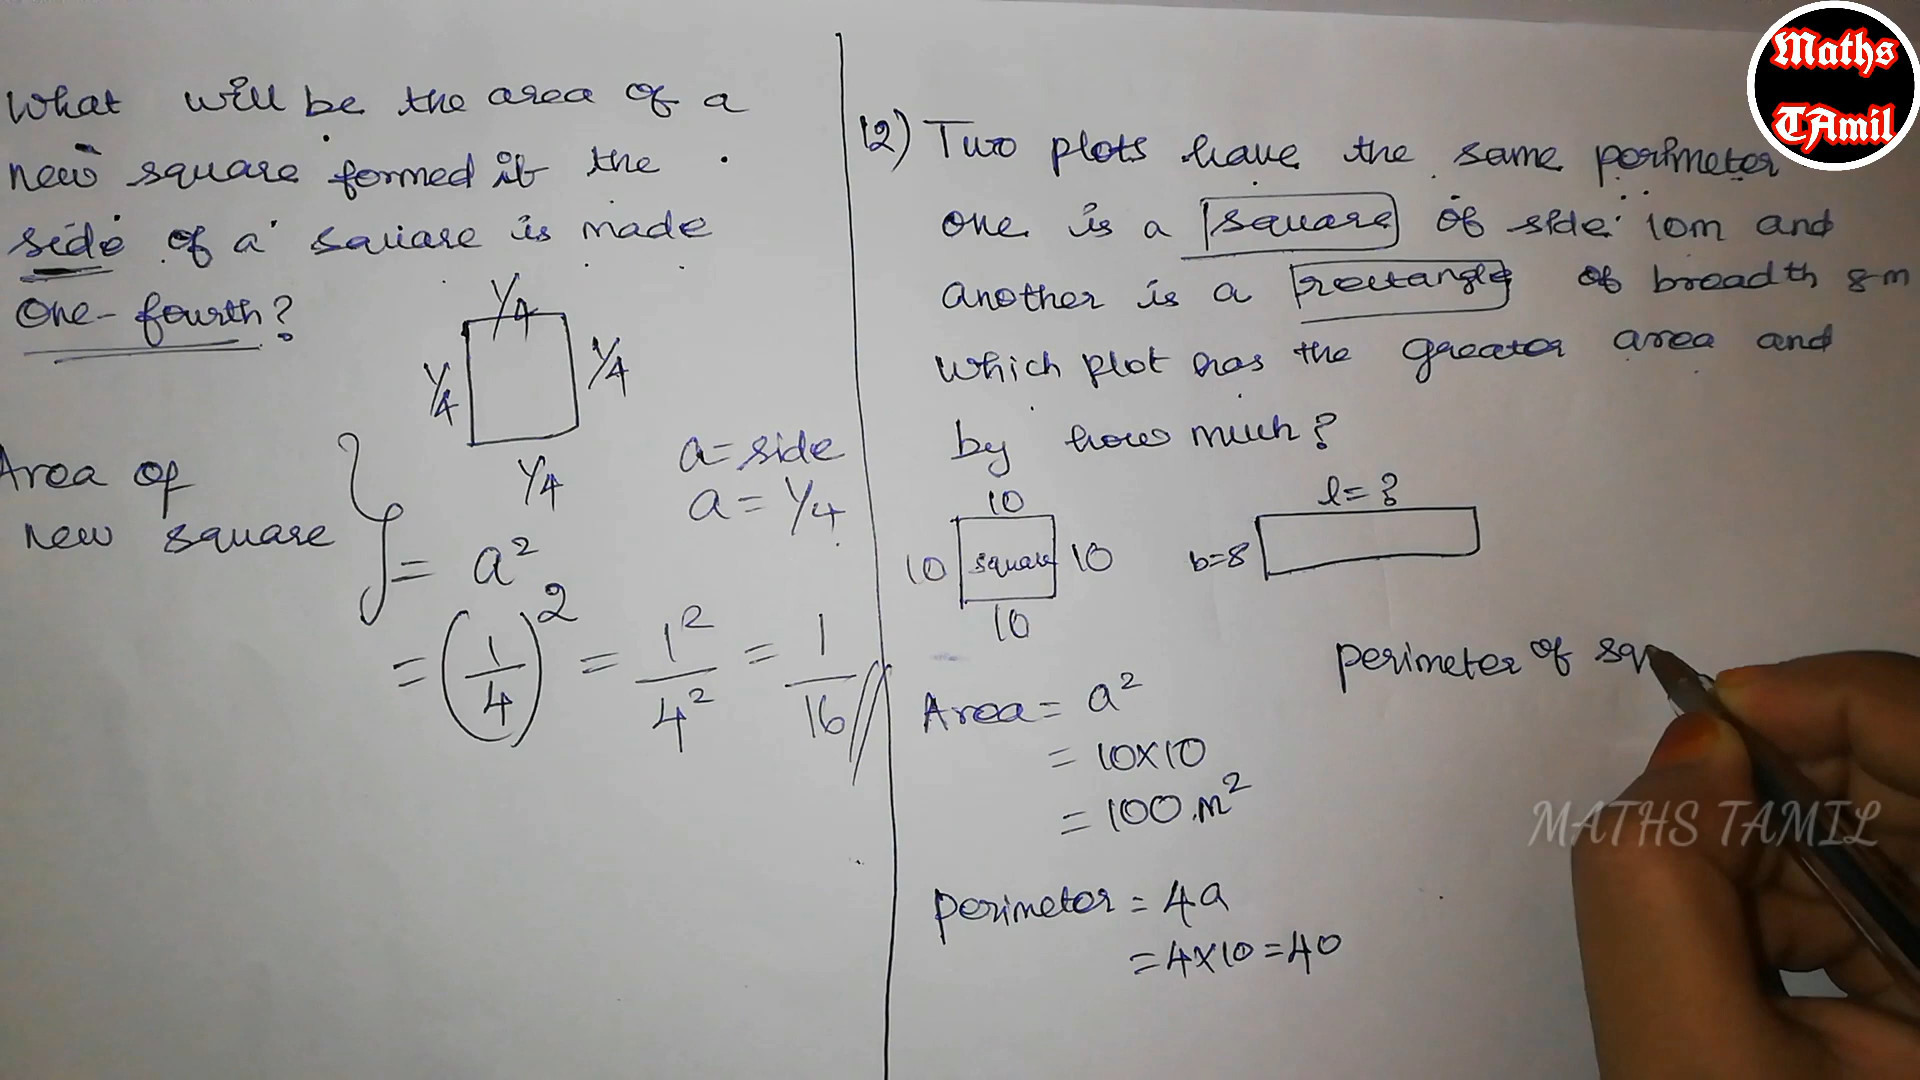 What will be the area of a
new square formed if the
side of a square is made
one-fourth?
1/4
1/4
1/4
1/4
a = side
a = 1/4
Area of
new square
= a²
= (1/4)² = 1²/4² = 1/16
12) Two plots have the same perimeter
one is a square of side 10m and
another is a rectangle of breadth 8m
which plot has the greater area and
by how much?
10
10 square 10
10
l = ?
b=8
Area = a²
= 10×10
= 100.m²
perimeter = 4a
= 4×10 = 40
perimeter of sq
Maths
TAmil
MATHS TAMIL